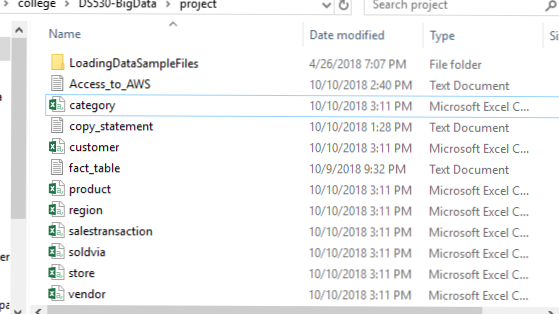 college > DS530-BigData > project
Search project
Name Date modified Type Si
LoadingDataSampleFiles 4/26/2018 7:07 PM File folder
Access_to_AWS 10/10/2018 2:40 PM Text Document
category 10/10/2018 3:11 PM Microsoft Excel C...
copy_statement 10/10/2018 1:28 PM Text Document
customer 10/10/2018 3:11 PM Microsoft Excel C...
fact_table 10/9/2018 9:32 PM Text Document
product 10/10/2018 3:11 PM Microsoft Excel C...
region 10/10/2018 3:11 PM Microsoft Excel C...
salestransaction 10/10/2018 3:11 PM Microsoft Excel C...
soldvia 10/10/2018 3:11 PM Microsoft Excel C...
store 10/10/2018 3:11 PM Microsoft Excel C...
vendor 10/10/2018 3:11 PM Microsoft Excel C...